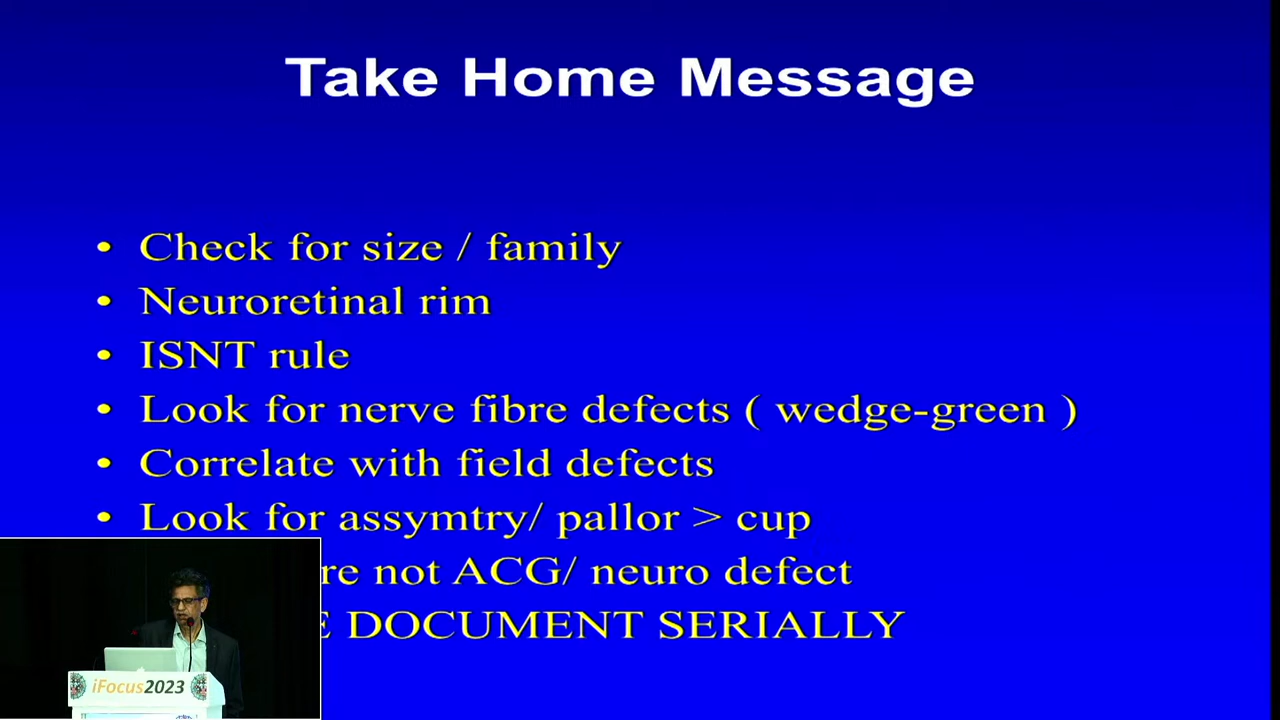 Take Home Message
• Check for size / family
• Neuroretinal rim
• ISNT rule
• Look for nerve fibre defects ( wedge-green )
• Correlate with field defects
• Look for assymtry/ pallor > cup
not ACG/ neuro defect
DOCUMENT SERIALLY
iFocus2023